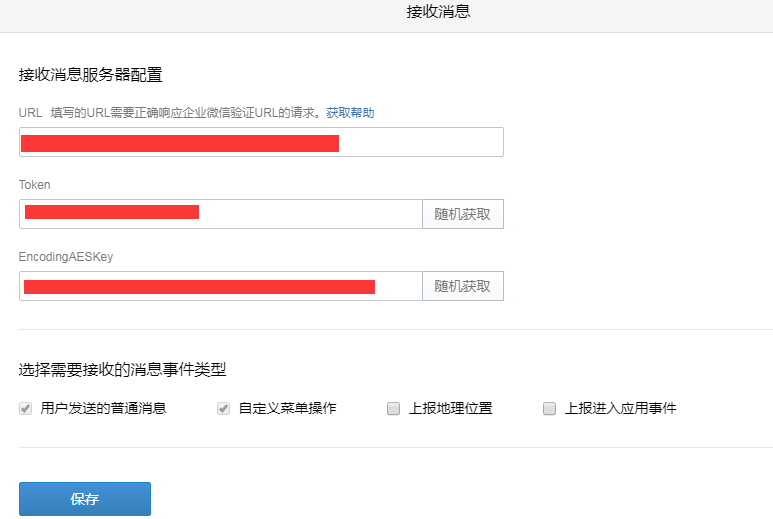 接收消息
接收消息服务器配置
URL 填写的URL需要正确响应企业微信验证URL的请求。获取帮助
Token
随机获取
EncodingAESKey
随机获取
选择需要接收的消息事件类型
用户发送的普通消息 自定义菜单操作 上报地理位置 上报进入应用事件
保存